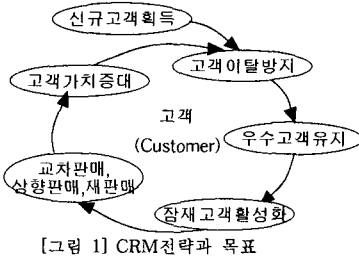 신규고객획득
고객이탈방지
우수고객유지
잠재고객활성화
교차판매,
상향판매,재판매
고객가치증대
고객
(Customer)
[그림 1] CRM전략과 목표